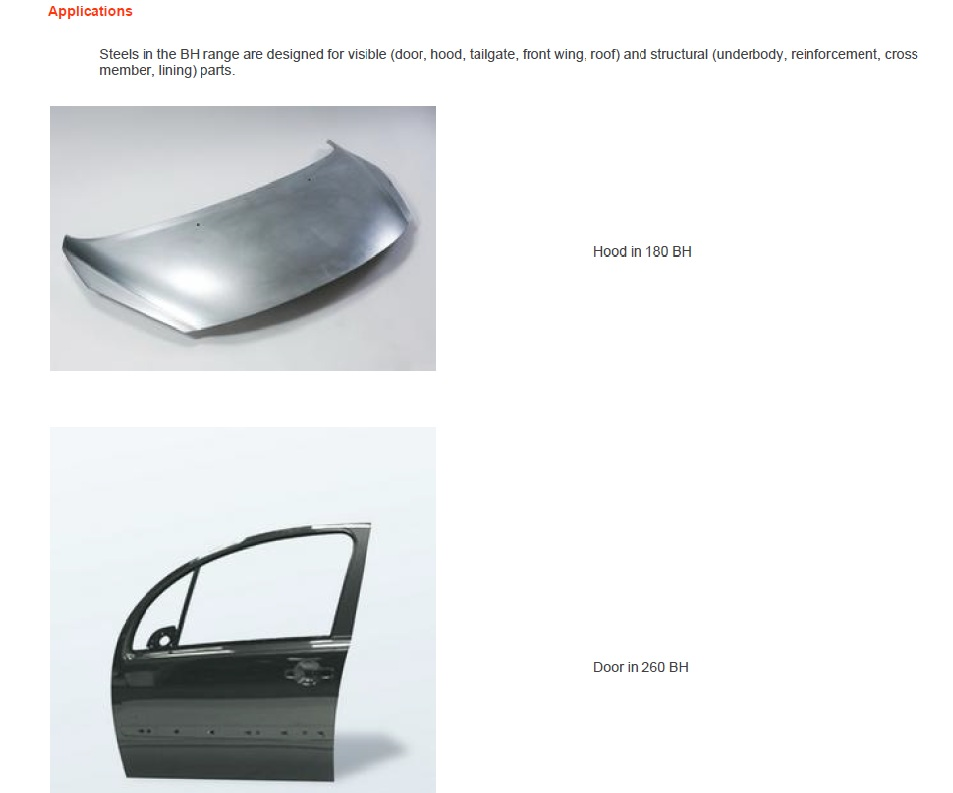 Applications
Steels in the BH range are designed for visible (door, hood, tailgate, front wing, roof) and structural (underbody, reinforcement, cross
member, lining) parts.
Hood in 180 BH
Door in 260 BH